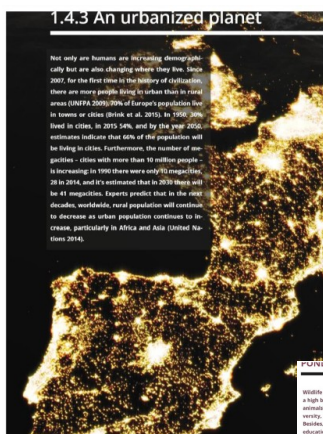 1.4.3 An urbanized planet
Not only are humans are increasing demographi-
cally but are also changing where they live. Since
2007, for the first time in the history of civilization,
there are more people living in urban than in rural
areas (UNFPA 2009). 70% of Europe's population live
in towns or cities (Brink et al. 2015). In 1950, 30%
lived in cities, in 2015 54%, and by the year 2050,
estimates indicate that 66% of the population will
be living in cities. Furthermore, the number of me-
gacities – cities with more than 10 million people –
is increasing: in 1990 there were only 10 megacities,
28 in 2014, and it's estimated that in 2030 there will
be 41 megacities. Experts predict that in the next
decades, worldwide, rural population will continue
to decrease as urban population continues to in-
crease, particularly in Africa and Asia (United Na-
tions 2014).
Wildlife
a high b
animals
versity,
Besides,
educati